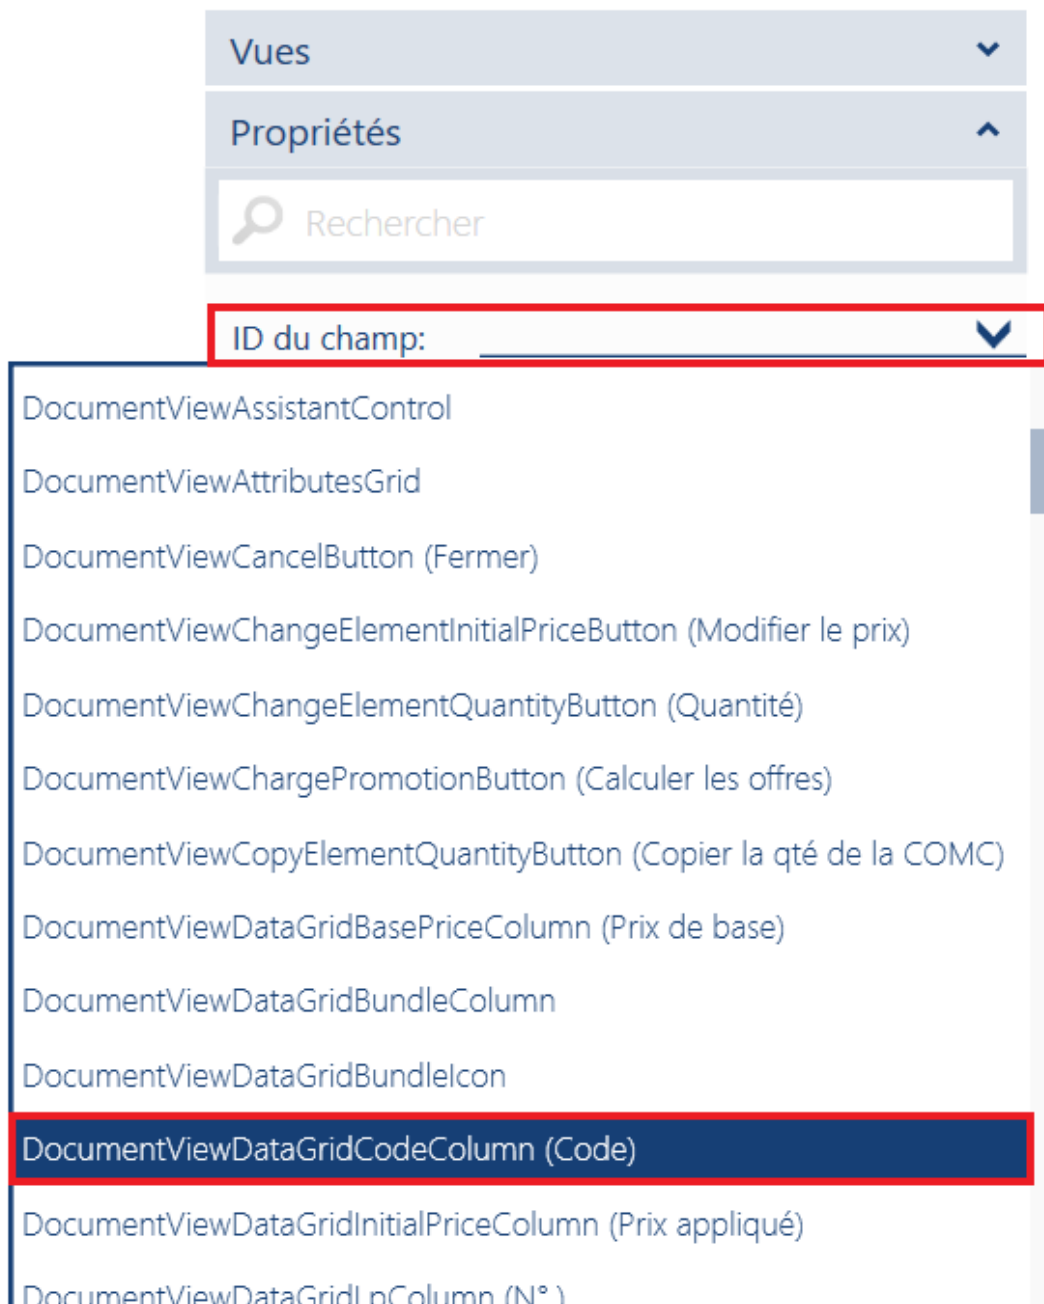 Vues
Propriétés
Rechercher
ID du champ:
DocumentViewAssistantControl
DocumentViewAttributesGrid
DocumentViewCancelButton (Fermer)
DocumentViewChangeElementInitialPriceButton (Modifier le prix)
DocumentViewChangeElementQuantityButton (Quantité)
DocumentViewChargePromotionButton (Calculer les offres)
DocumentViewCopyElementQuantityButton (Copier la qté de la COMC)
DocumentViewDataGridBasePriceColumn (Prix de base)
DocumentViewDataGridBundleColumn
DocumentViewDataGridBundleIcon
DocumentViewDataGridCodeColumn (Code)
DocumentViewDataGridInitialPriceColumn (Prix appliqué)
DocumentViewDataGridLpColumn (N° )